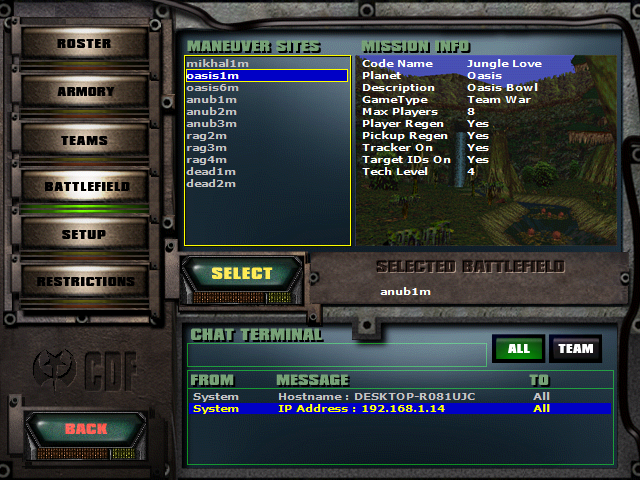 ROSTER
ARMORY
TEAMS
BATTLEFIELD
SETUP
RESTRICTIONS
CDF
BACK
MANEUVER SITES
mikhal1m
oasis1m
oasis6m
anub1m
anub2m
anub3m
rag2m
rag3m
rag4m
dead1m
dead2m
MISSION INFO
Code Name Jungle Love
Planet Oasis
Description Oasis Bowl
GameType Team War
Max Players 8
Player Regen Yes
Pickup Regen Yes
Tracker On Yes
Target IDs On Yes
Tech Level 4
SELECT
SELECTED BATTLEFIELD
anub1m
CHAT TERMINAL
ALL TEAM
FROM MESSAGE TO
System Hostname : DESKTOP-R081UJC All
System IP Address : 192.168.1.14 All